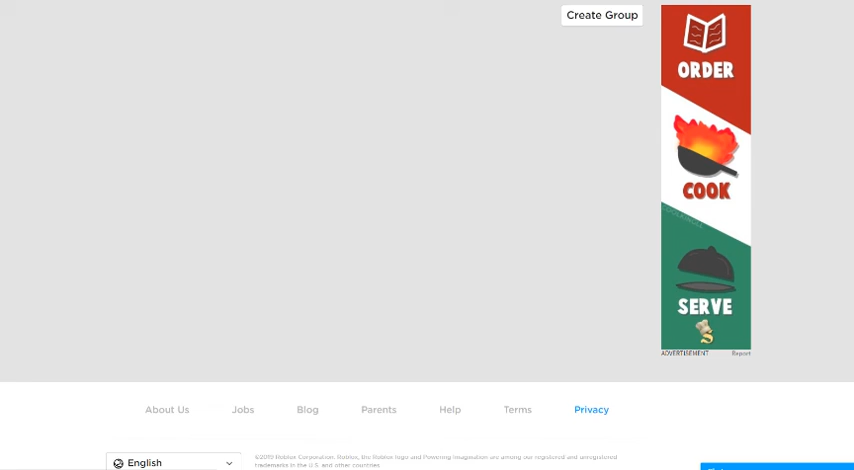 Create Group
ORDER
COOK
SERVE
S
ADVERTISEMENT Report
About Us Jobs Blog Parents Help Terms Privacy
English
©2019 Roblox Corporation. Roblox, the Roblox logo and Powering Imagination are among our registered and unregistered
trademarks in the U.S. and other countries.